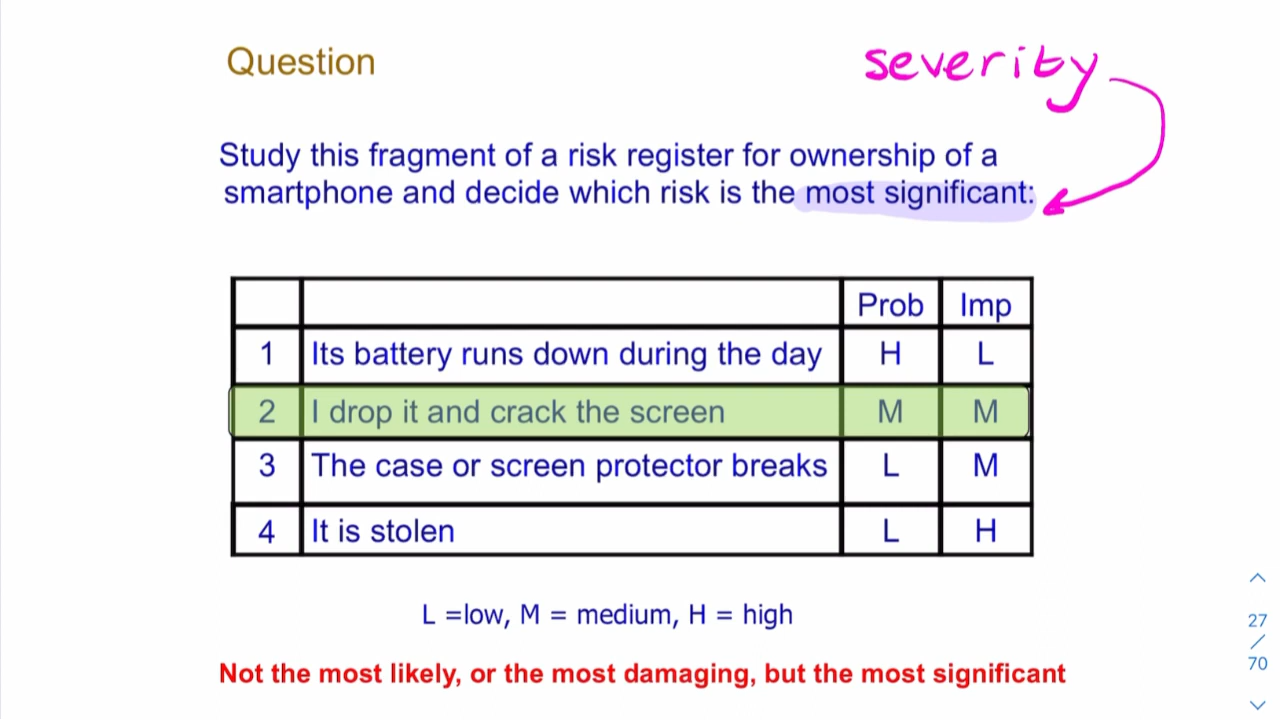 Question
severity
Study this fragment of a risk register for ownership of a
smartphone and decide which risk is the most significant:
Prob Imp
1 Its battery runs down during the day H L
2 I drop it and crack the screen M M
3 The case or screen protector breaks L M
4 It is stolen L H
L =low, M = medium, H = high
Not the most likely, or the most damaging, but the most significant
27
/
70